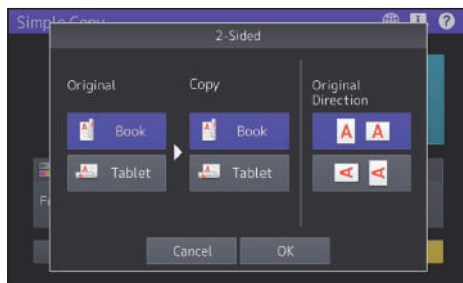 Simple Copy
2-Sided
Original
Copy
Original
Direction
Book
Book
A A
Tablet
Tablet
A A
Cancel
OK